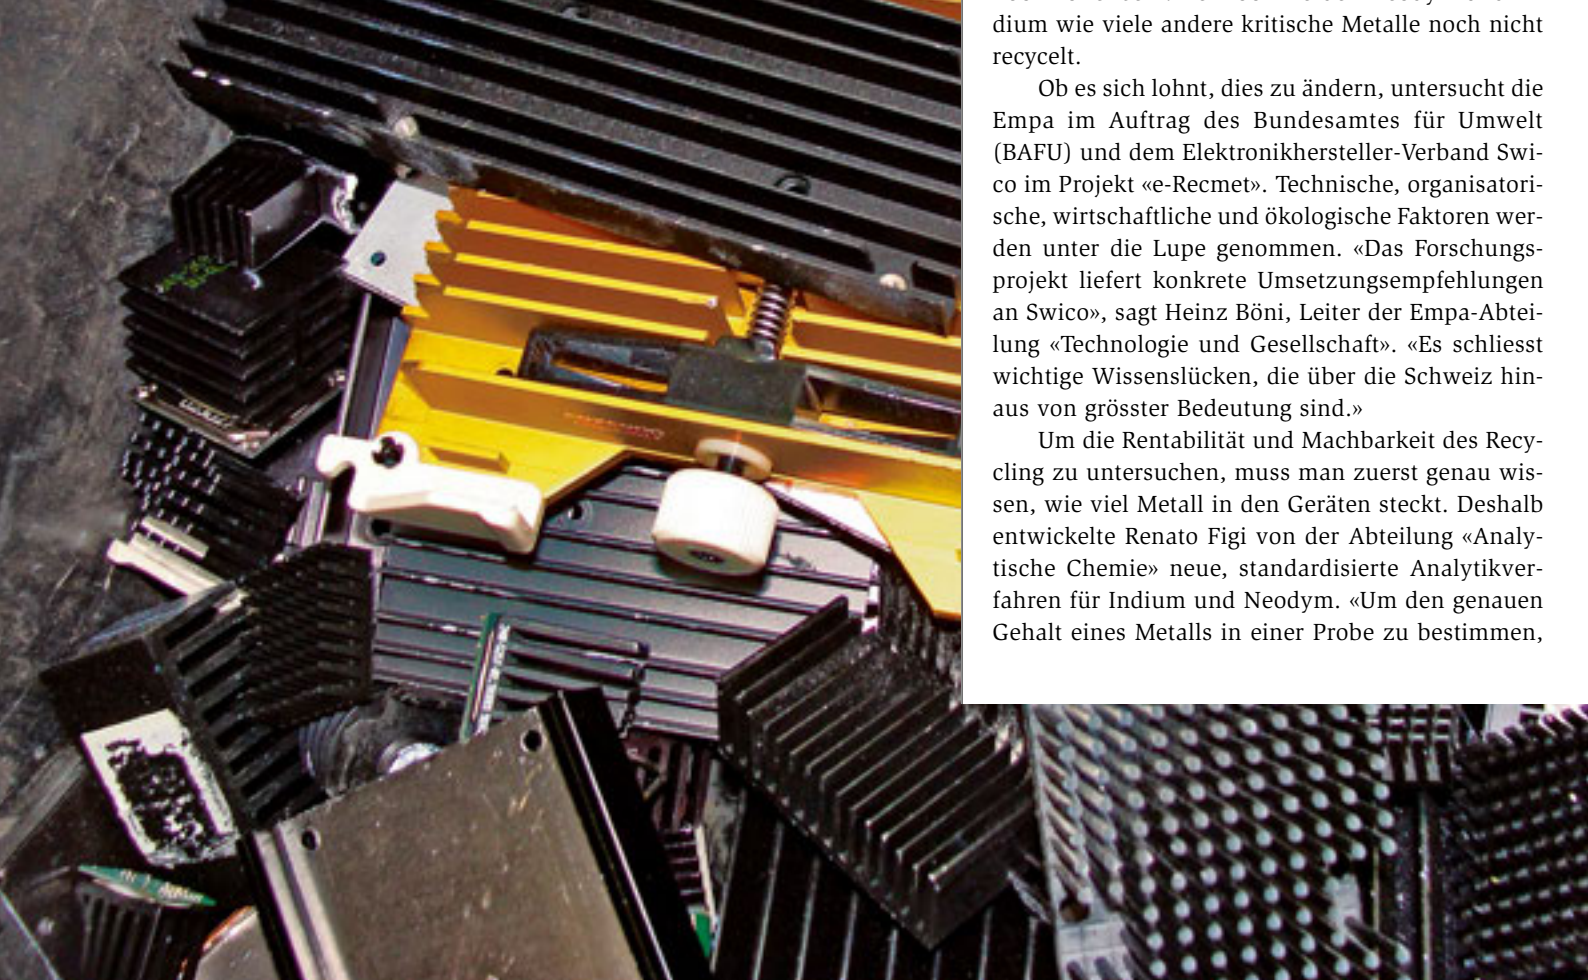 dium wie viele andere kritische Metalle noch nicht
recycelt.
Ob es sich lohnt, dies zu ändern, untersucht die
Empa im Auftrag des Bundesamtes für Umwelt
(BAFU) und dem Elektronikhersteller-Verband Swi-
co im Projekt «e-Recmet». Technische, organisatori-
sche, wirtschaftliche und ökologische Faktoren wer-
den unter die Lupe genommen. «Das Forschungs-
projekt liefert konkrete Umsetzungsempfehlungen
an Swico», sagt Heinz Böni, Leiter der Empa-Abtei-
lung «Technologie und Gesellschaft». «Es schliesst
wichtige Wissenslücken, die über die Schweiz hin-
aus von grösster Bedeutung sind.»
Um die Rentabilität und Machbarkeit des Recy-
cling zu untersuchen, muss man zuerst genau wis-
sen, wie viel Metall in den Geräten steckt. Deshalb
entwickelte Renato Figi von der Abteilung «Analy-
tische Chemie» neue, standardisierte Analytikver-
fahren für Indium und Neodym. «Um den genauen
Gehalt eines Metalls in einer Probe zu bestimmen,